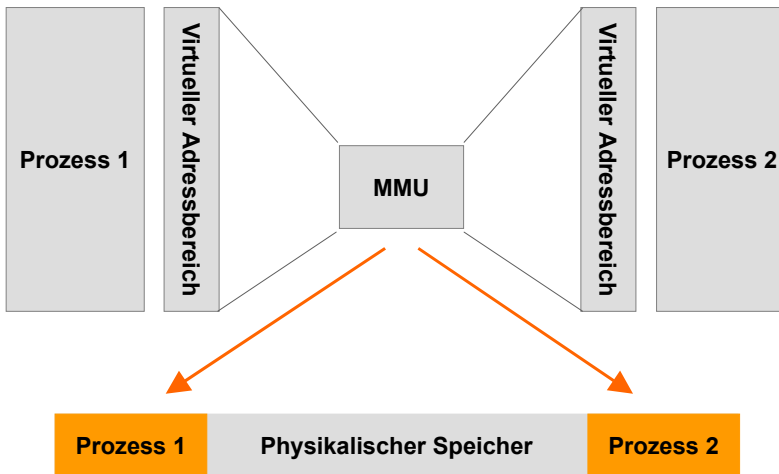 Prozess 1
Virtueller Adressbereich
MMU
Virtueller Adressbereich
Prozess 2
Prozess 1
Physikalischer Speicher
Prozess 2